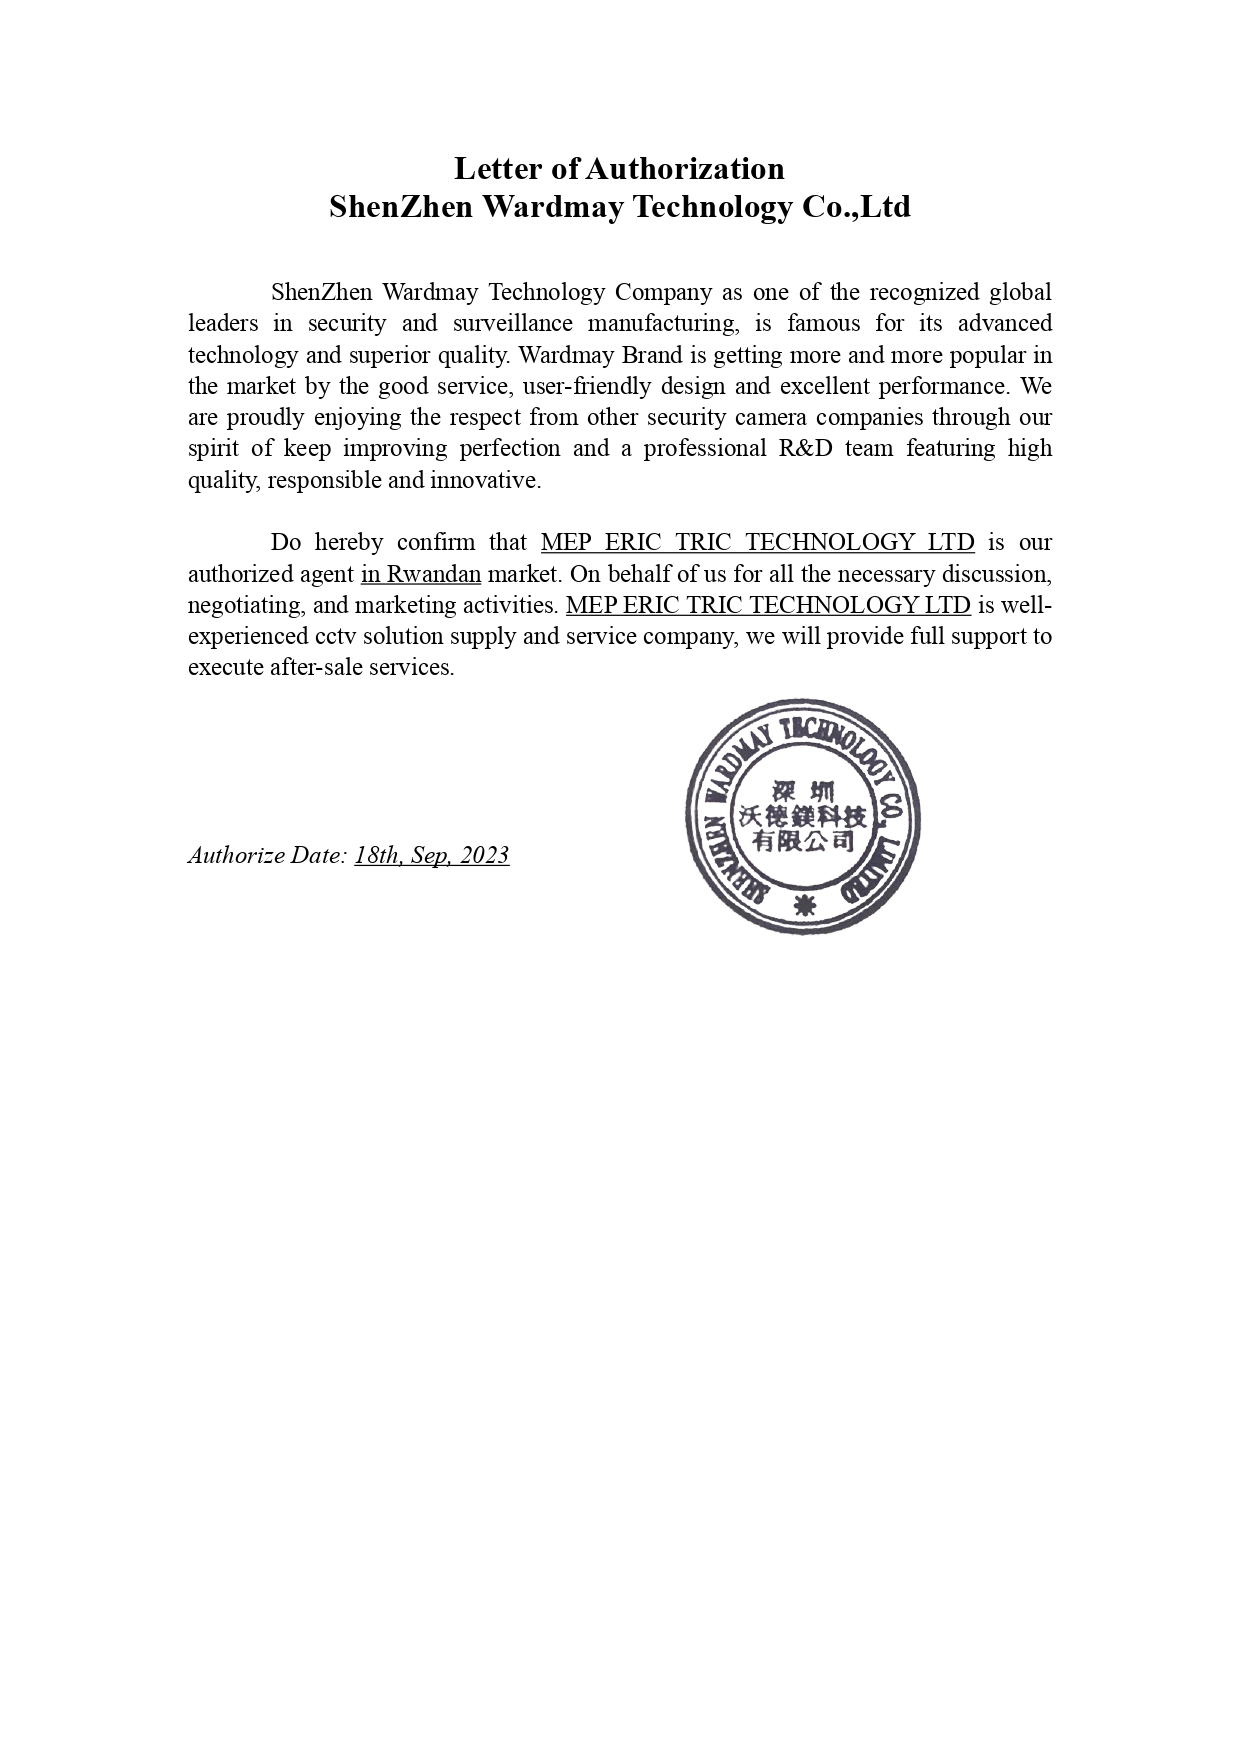 Letter of Authorization
ShenZhen Wardmay Technology Co.,Ltd
ShenZhen Wardmay Technology Company as one of the recognized global
leaders in security and surveillance manufacturing, is famous for its advanced
technology and superior quality. Wardmay Brand is getting more and more popular in
the market by the good service, user-friendly design and excellent performance. We
are proudly enjoying the respect from other security camera companies through our
spirit of keep improving perfection and a professional R&D team featuring high
quality, responsible and innovative.
Do hereby confirm that MEP ERIC TRIC TECHNOLOGY LTD is our
authorized agent in Rwandan market. On behalf of us for all the necessary discussion,
negotiating, and marketing activities. MEP ERIC TRIC TECHNOLOGY LTD is well-
experienced cctv solution supply and service company, we will provide full support to
execute after-sale services.
SHENZHEN WARDMAY TECHNOLOGY CO., LIMITED
深圳
沃德鎂科技
有限公司
Authorize Date: 18th, Sep, 2023